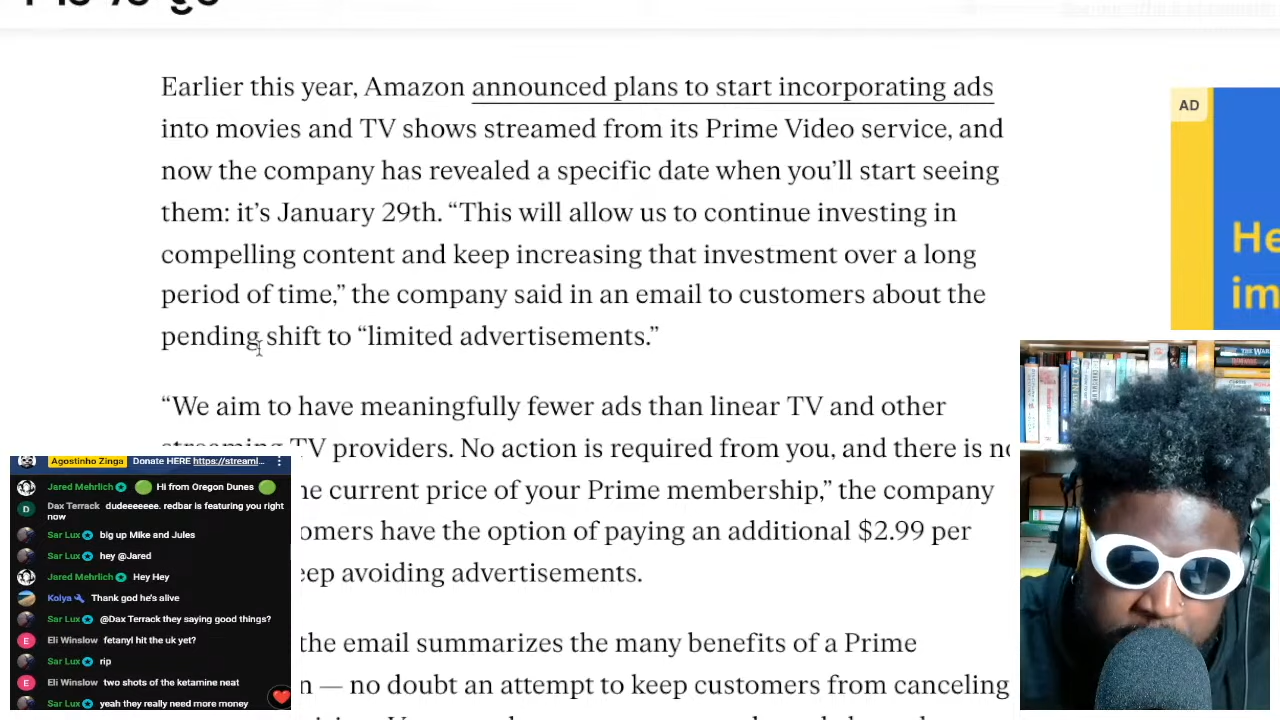 Earlier this year, Amazon announced plans to start incorporating ads
into movies and TV shows streamed from its Prime Video service, and
now the company has revealed a specific date when you’ll start seeing
them: it’s January 29th. “This will allow us to continue investing in
compelling content and keep increasing that investment over a long
period of time,” the company said in an email to customers about the
pending shift to “limited advertisements.”
“We aim to have meaningfully fewer ads than linear TV and other
streaming TV providers. No action is required from you, and there is no
he current price of your Prime membership,” the company
omers have the option of paying an additional $2.99 per
eep avoiding advertisements.
the email summarizes the many benefits of a Prime
n — no doubt an attempt to keep customers from canceling
AD
He
im
Agostinho Zinga Donate HERE https://streaml...
Jared Mehrlich Hi from Oregon Dunes
D Dax Terrack dudeeeeeee. redbar is featuring you right
now
Sar Lux big up Mike and Jules
Sar Lux hey @Jared
Jared Mehrlich Hey Hey
Kolya Thank god he's alive
Sar Lux @Dax Terrack they saying good things?
E Eli Winslow fetanyl hit the uk yet?
Sar Lux rip
E Eli Winslow two shots of the ketamine neat
Sar Lux yeah they really need more money